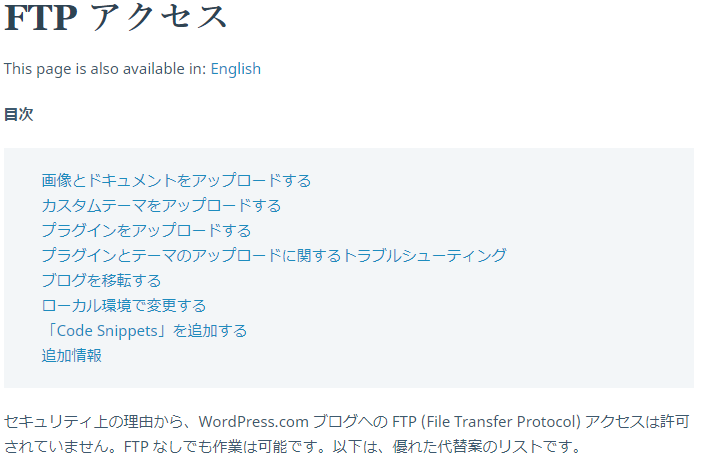 FTP アクセス
This page is also available in: English
目次
画像とドキュメントをアップロードする
カスタムテーマをアップロードする
プラグインをアップロードする
プラグインとテーマのアップロードに関するトラブルシューティング
ブログを移転する
ローカル環境で変更する
「Code Snippets」を追加する
追加情報
セキュリティ上の理由から、WordPress.com ブログへの FTP (File Transfer Protocol) アクセスは許可
されていません。FTP なしでも作業は可能です。以下は、優れた代替案のリストです。